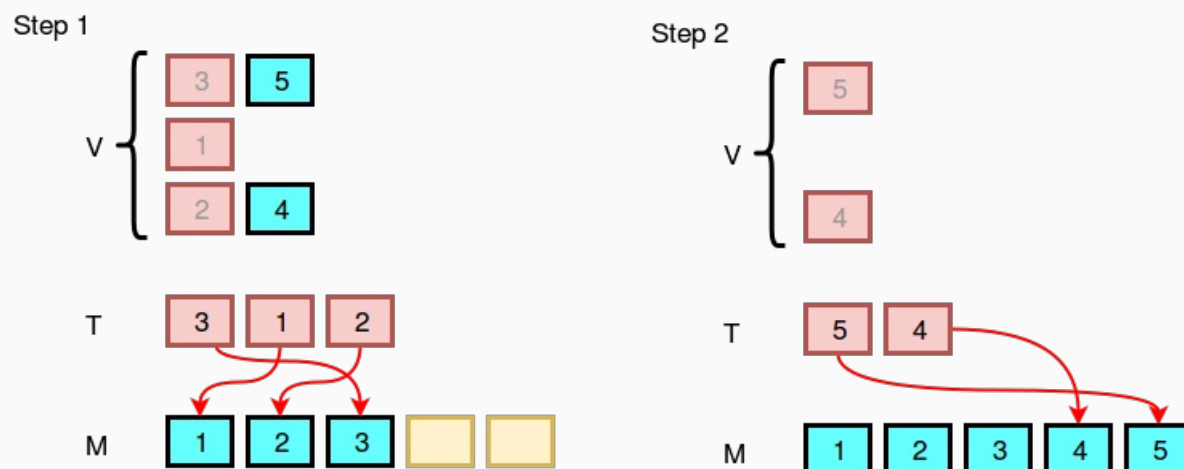 Step 1
3 5
V 1
2 4
T 3 1 2
M 1 2 3
Step 2
5
V
4
T 5 4
M 1 2 3 4 5